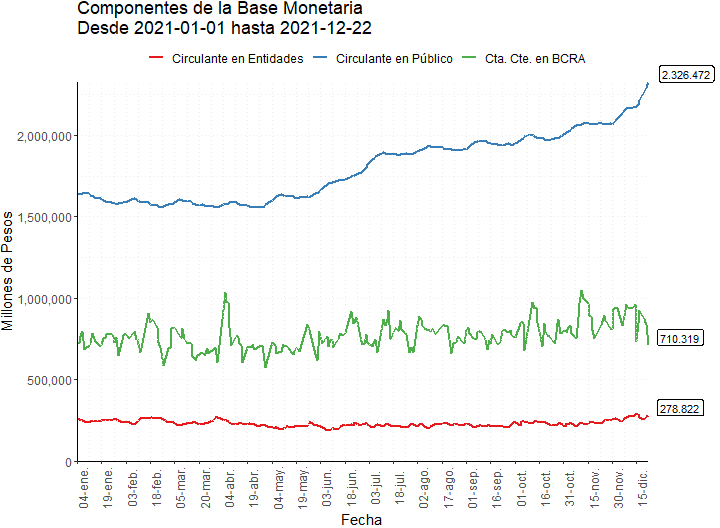 Componentes de la Base Monetaria
Desde 2021-01-01 hasta 2021-12-22
Circulante en Entidades Circulante en Público Cta. Cte. en BCRA
2.326.472
2,000,000
1,500,000
1,000,000
710.319
500,000
278.822
0
Millones de Pesos
04-ene. 19-ene. 03-feb. 18-feb. 05-mar. 20-mar. 04-abr. 19-abr. 04-may. 19-may. 03-jun. 18-jun. 03-jul. 18-jul. 02-ago. 17-ago. 01-sep. 16-sep. 01-oct. 16-oct. 31-oct. 15-nov. 30-nov. 15-dic.
Fecha